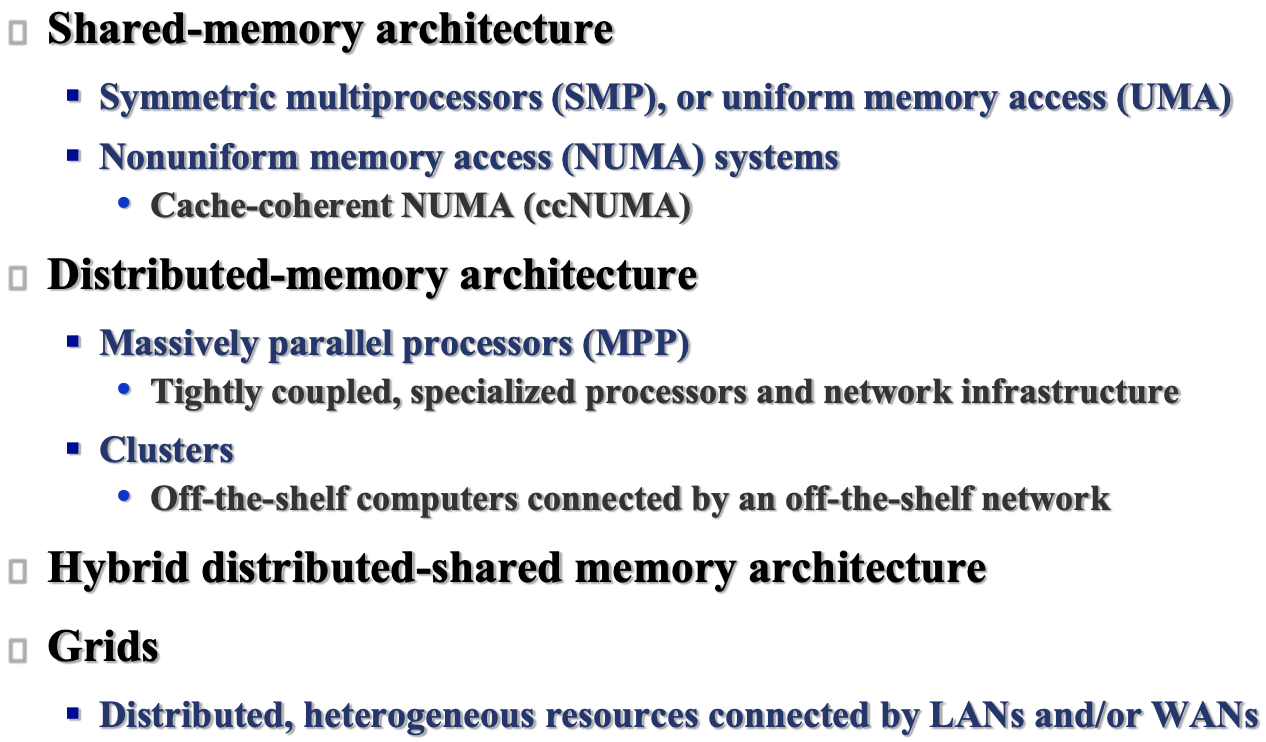 Shared-memory architecture
Symmetric multiprocessors (SMP), or uniform memory access (UMA)
Nonuniform memory access (NUMA) systems
Cache-coherent NUMA (ccNUMA)
Distributed-memory architecture
Massively parallel processors (MPP)
Tightly coupled, specialized processors and network infrastructure
Clusters
Off-the-shelf computers connected by an off-the-shelf network
Hybrid distributed-shared memory architecture
Grids
Distributed, heterogeneous resources connected by LANs and/or WANs